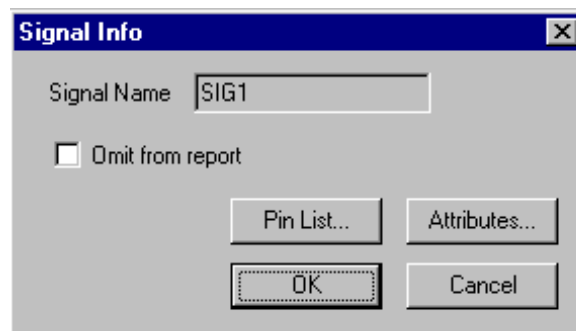 Signal Info
Signal Name SIG1
Omit from report
Pin List... Attributes...
OK Cancel